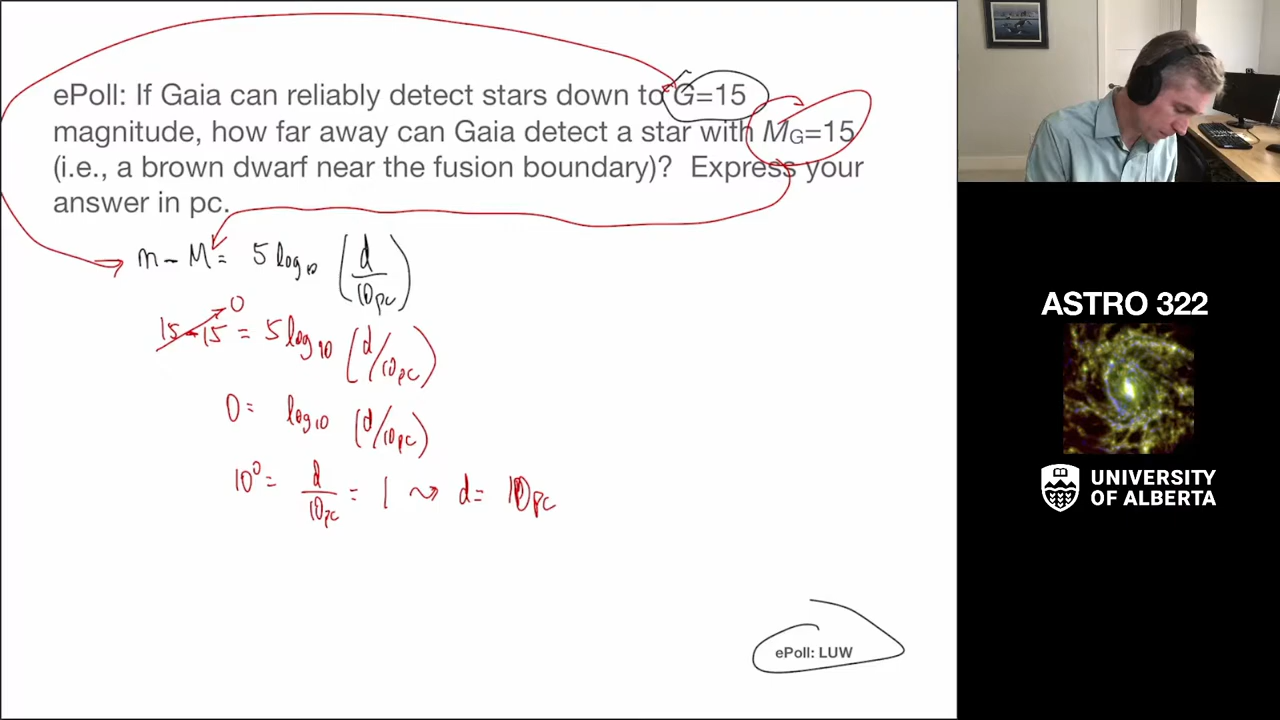 ePoll: If Gaia can reliably detect stars down to G=15
magnitude, how far away can Gaia detect a star with MG=15
(i.e., a brown dwarf near the fusion boundary)? Express your
answer in pc.
m - M = 5 log10 (d/10pc)
15-15 0 = 5 log10 (d/10pc)
0 = log10 (d/10pc)
10^0 = d/10pc = 1 ⇝ d = 10pc
ePoll: LUW
ASTRO 322
UNIVERSITY
OF ALBERTA